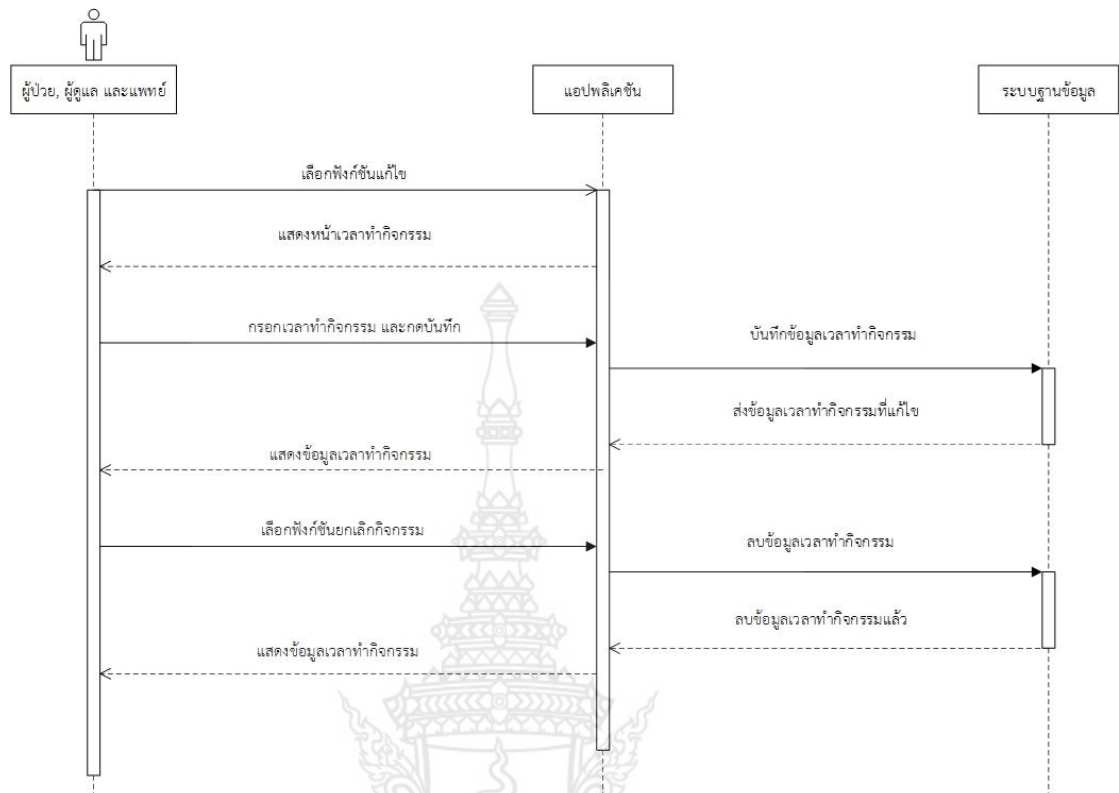 ผู้ป่วย, ผู้ดูแล และแพทย์
แอปพลิเคชัน
ระบบฐานข้อมูล
เลือกฟังก์ชันแก้ไข
แสดงหน้าเวลาทำกิจกรรม
กรอกเวลาทำกิจกรรม และกดบันทึก
บันทึกข้อมูลเวลาทำกิจกรรม
ส่งข้อมูลเวลาทำกิจกรรมที่แก้ไข
แสดงข้อมูลเวลาทำกิจกรรม
เลือกฟังก์ชันยกเลิกกิจกรรม
ลบข้อมูลเวลาทำกิจกรรม
ลบข้อมูลเวลาทำกิจกรรมแล้ว
แสดงข้อมูลเวลาทำกิจกรรม